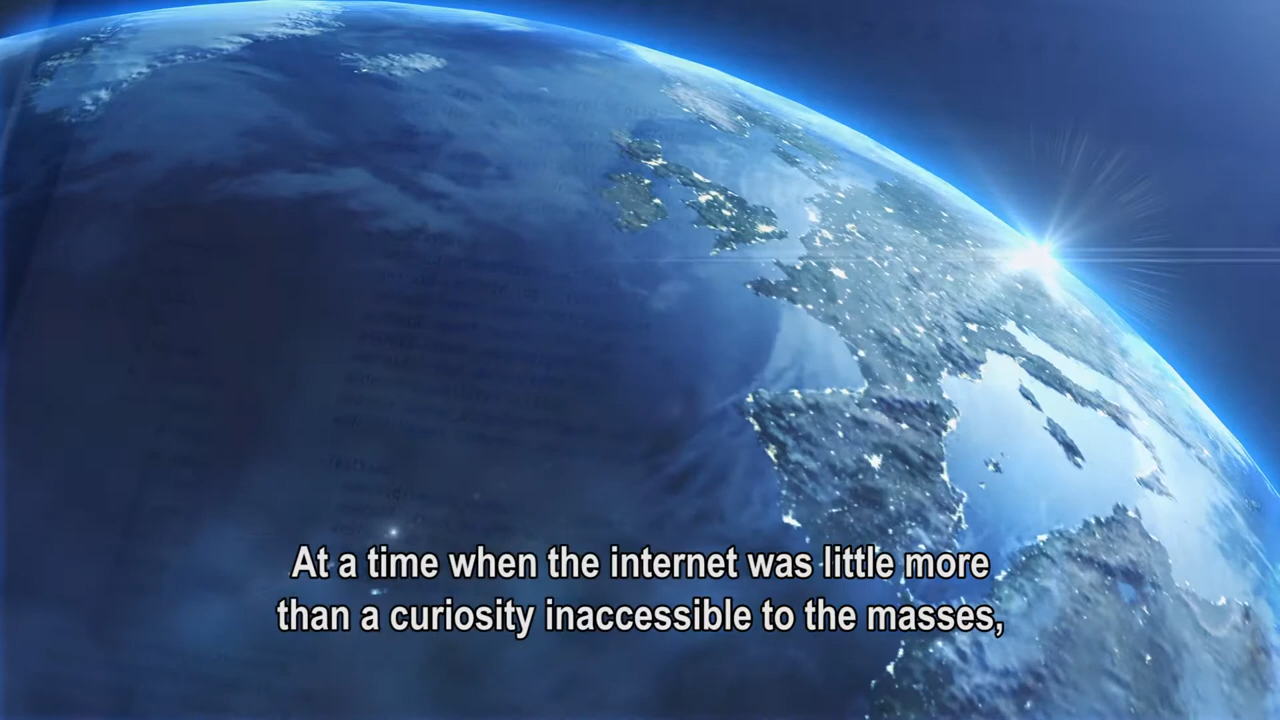 At a time when the internet was little more
than a curiosity inaccessible to the masses,